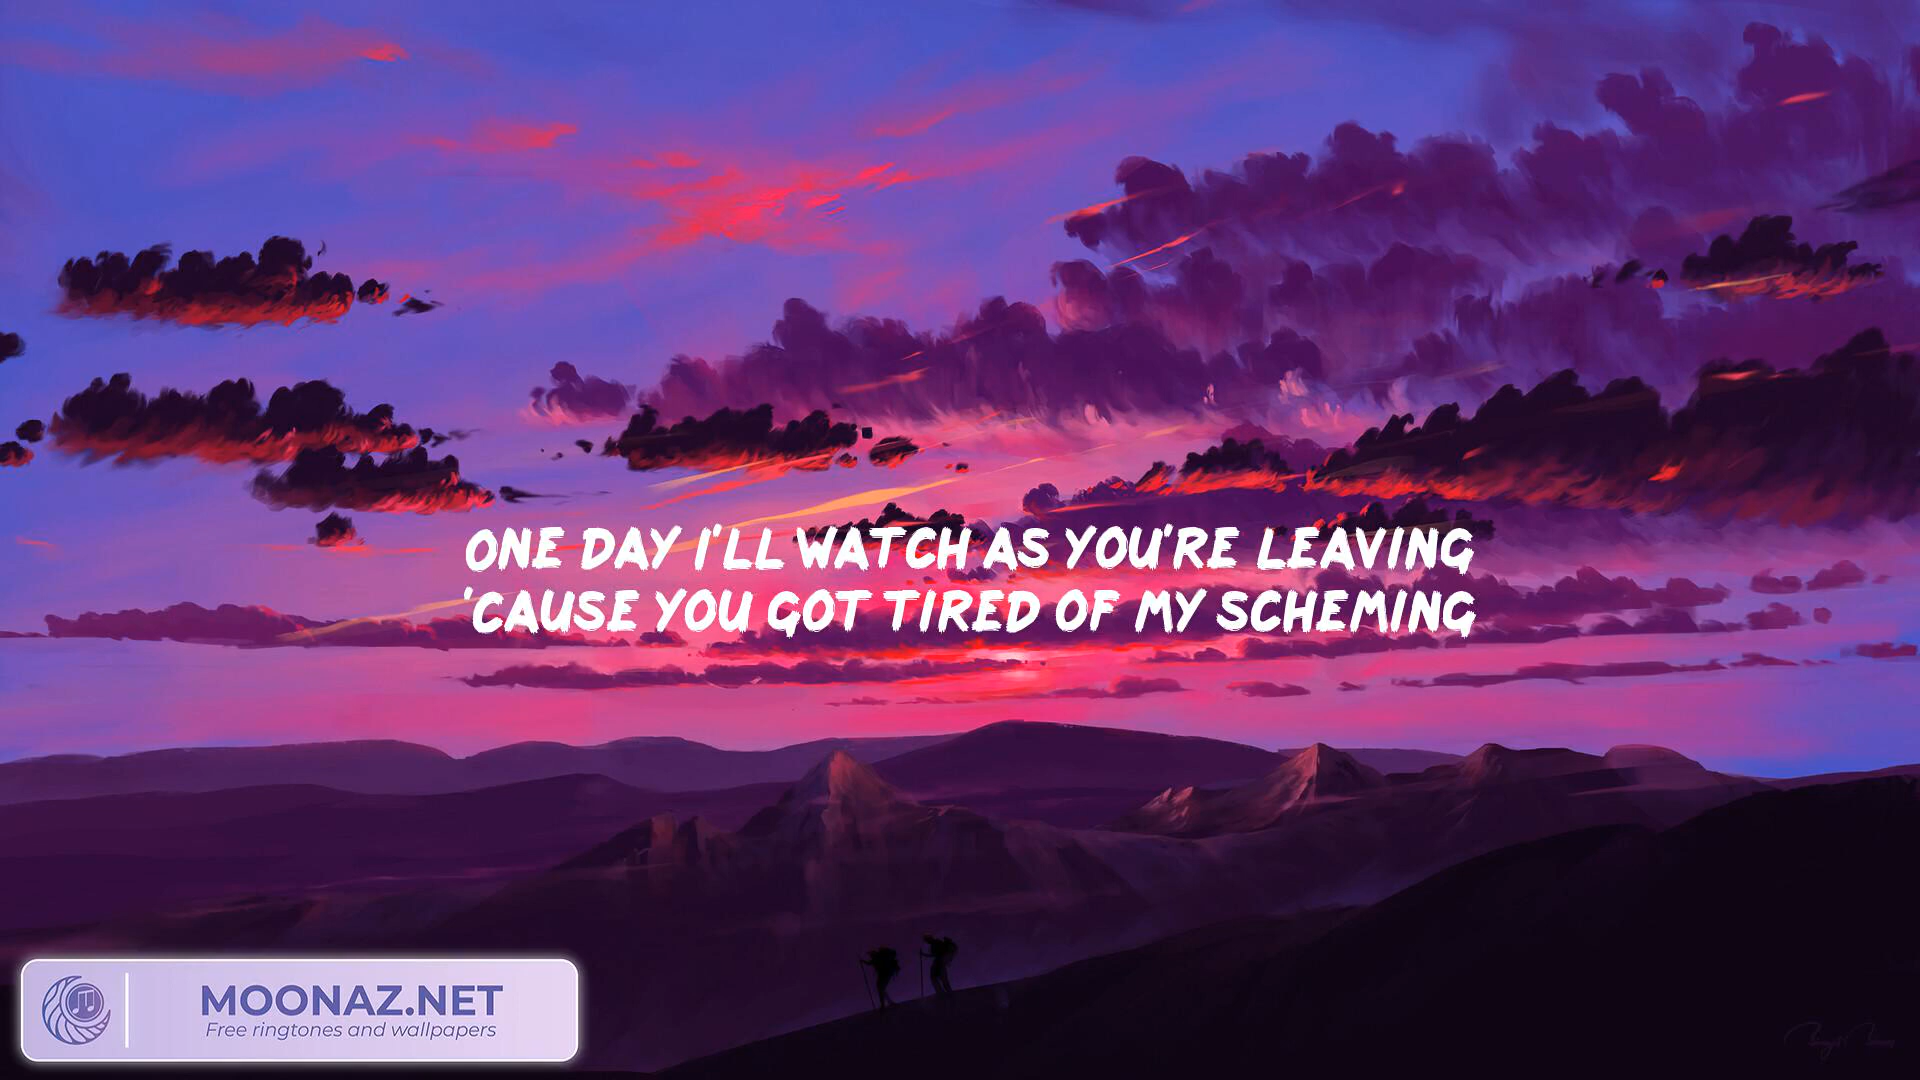 ONE DAY I'LL WATCH AS YOU'RE LEAVING
'CAUSE YOU GOT TIRED OF MY SCHEMING
MOONAZ.NET
Free ringtones and wallpapers